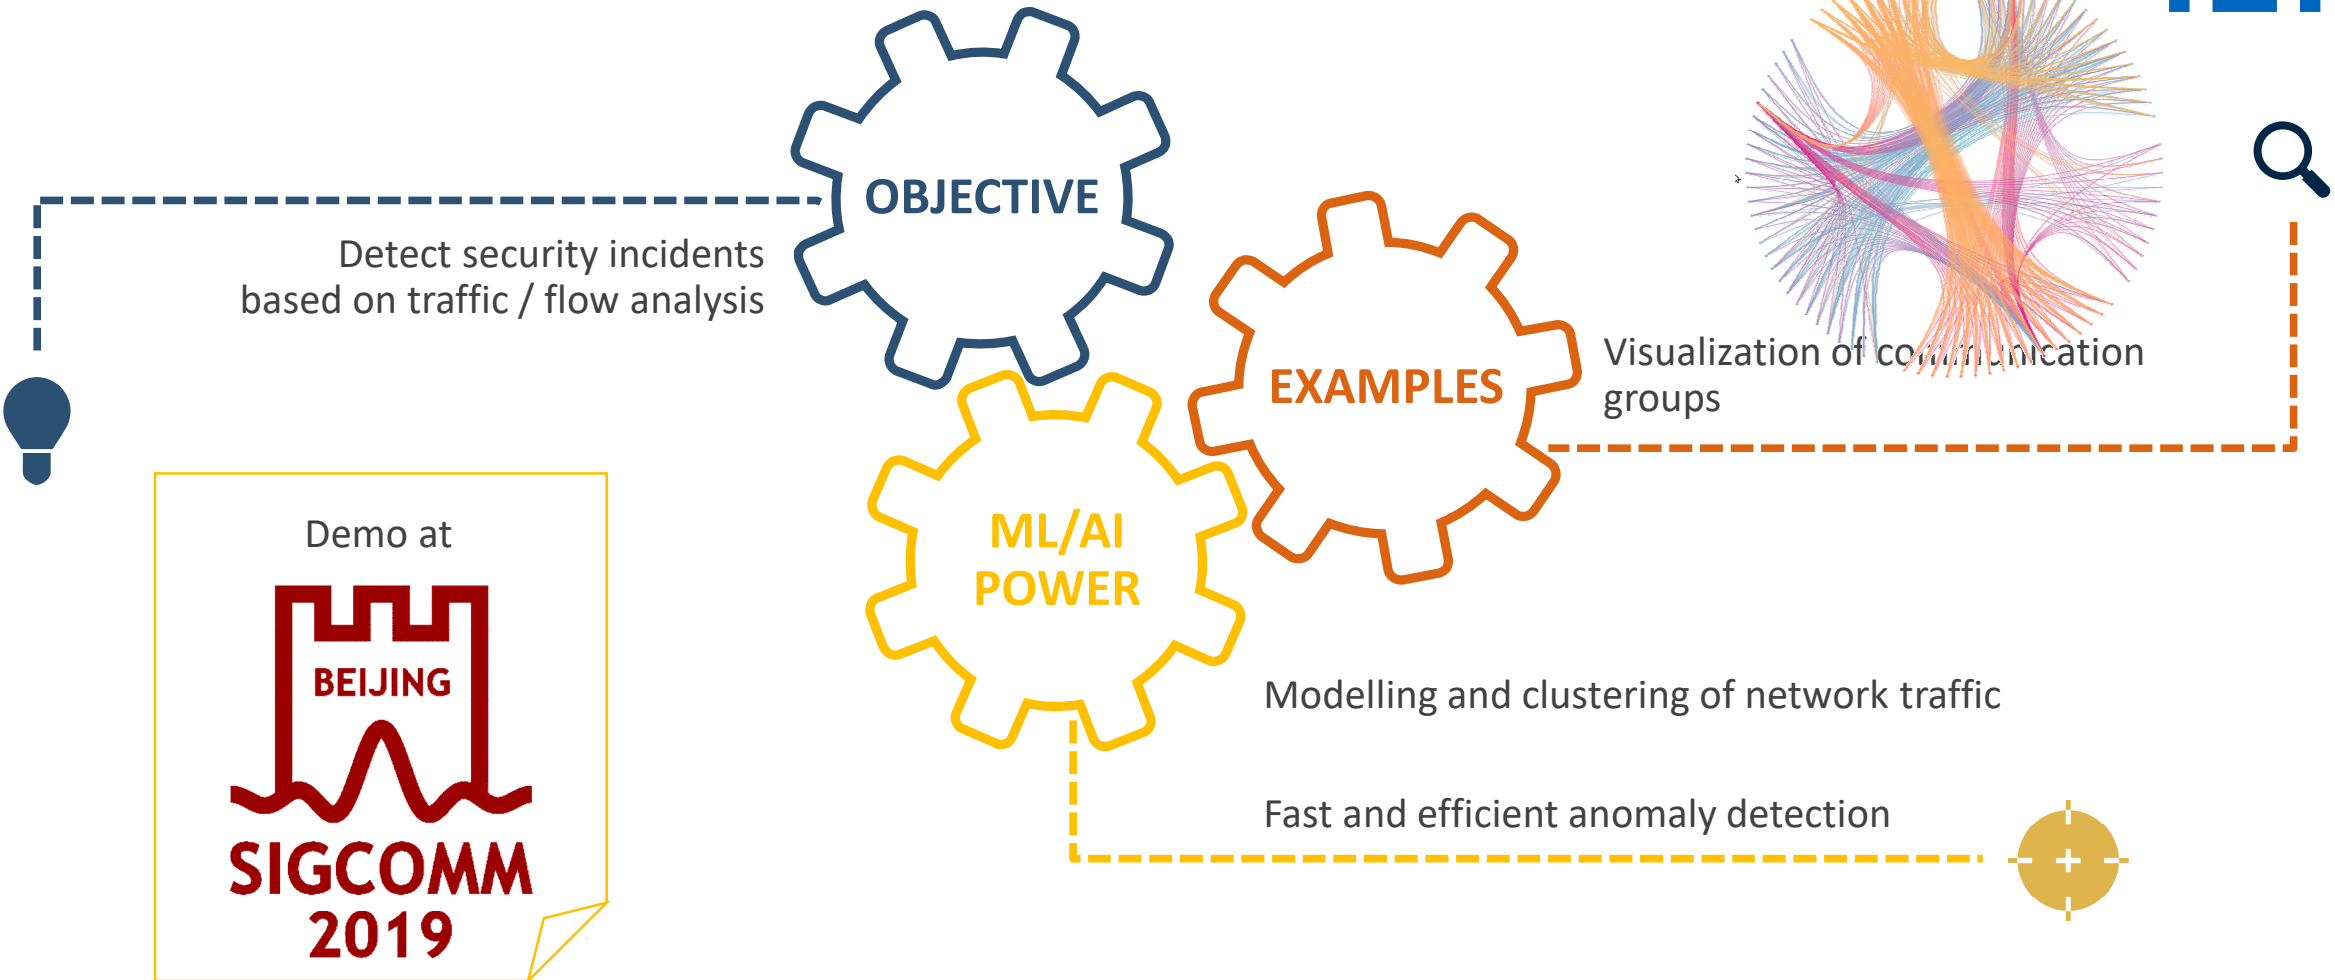 OBJECTIVE
Detect security incidents
based on traffic / flow analysis
EXAMPLES
Visualization of communication
groups
ML/AI
POWER
Modelling and clustering of network traffic
Fast and efficient anomaly detection
Demo at
BEIJING
SIGCOMM
2019